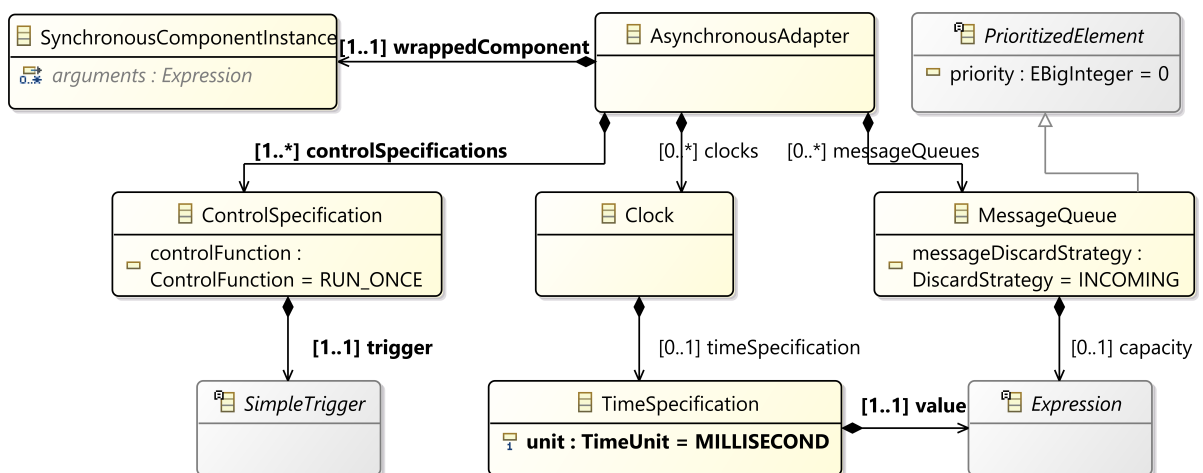 SynchronousComponentInstance
0..*
arguments : Expression
[1..1] wrappedComponent
AsynchronousAdapter
PrioritizedElement
priority : EBigInteger = 0
[1..*] controlSpecifications
[0..*] clocks
[0..*] messageQueues
ControlSpecification
controlFunction :
ControlFunction = RUN_ONCE
Clock
MessageQueue
messageDiscardStrategy :
DiscardStrategy = INCOMING
[1..1] trigger
[0..1] timeSpecification
[0..1] capacity
SimpleTrigger
TimeSpecification
1
unit : TimeUnit = MILLISECOND
[1..1] value
Expression